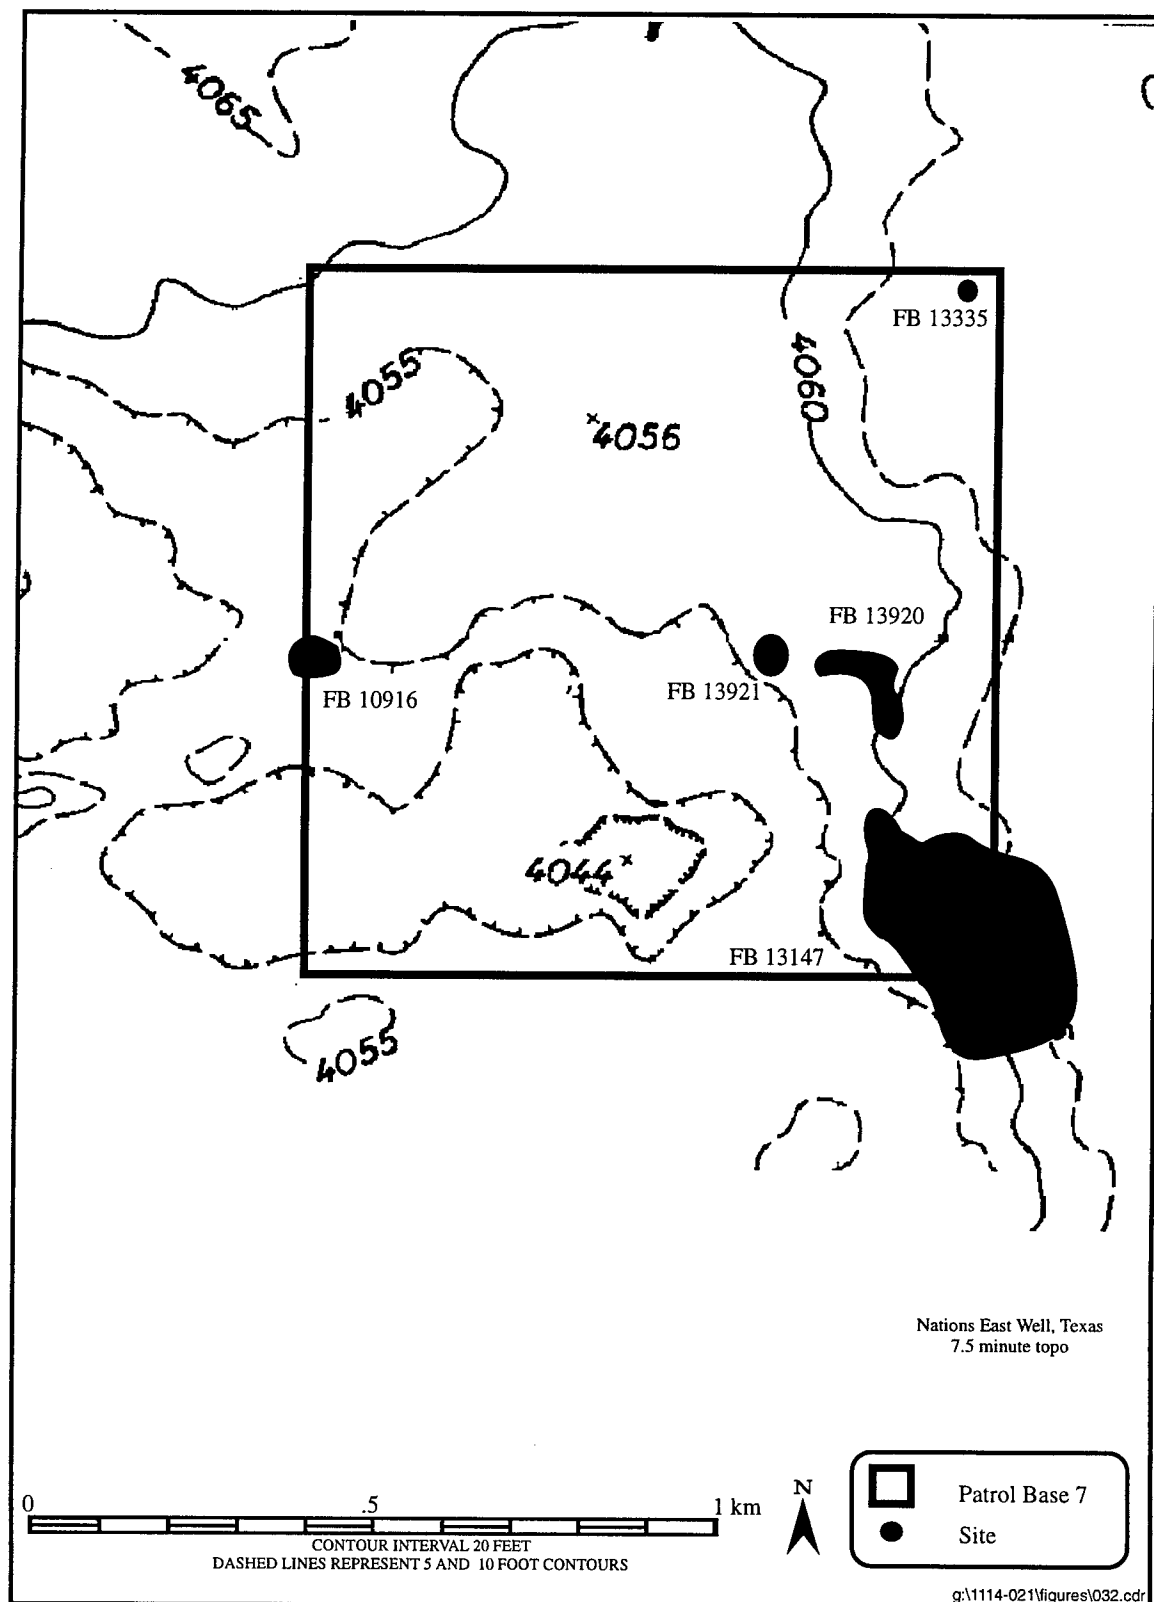 4065
FB 13335
4055
4060
4056
FB 13920
FB 10916
FB 13921
4044
FB 13147
4055
Nations East Well, Texas
7.5 minute topo
0 .5 1 km
CONTOUR INTERVAL 20 FEET
DASHED LINES REPRESENT 5 AND 10 FOOT CONTOURS
N
Patrol Base 7
Site
g:\1114-021\figures\032.cdr